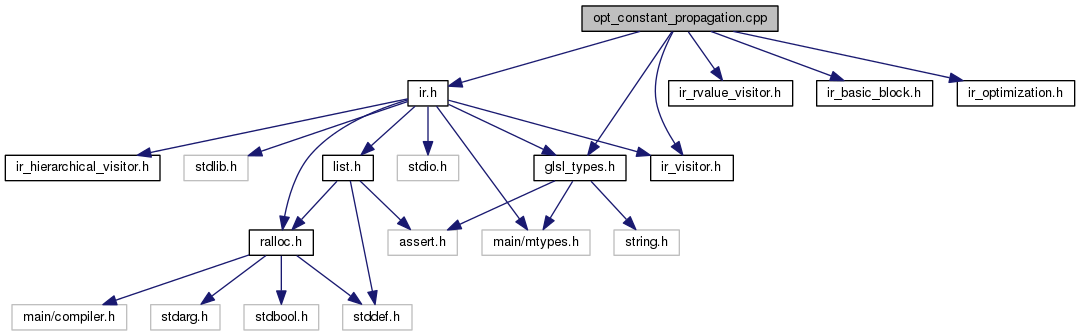 opt_constant_propagation.cpp
ir.h
ir_rvalue_visitor.h
ir_basic_block.h
ir_optimization.h
ir_hierarchical_visitor.h
stdlib.h
list.h
stdio.h
glsl_types.h
ir_visitor.h
ralloc.h
assert.h
main/mtypes.h
string.h
main/compiler.h
stdarg.h
stdbool.h
stddef.h